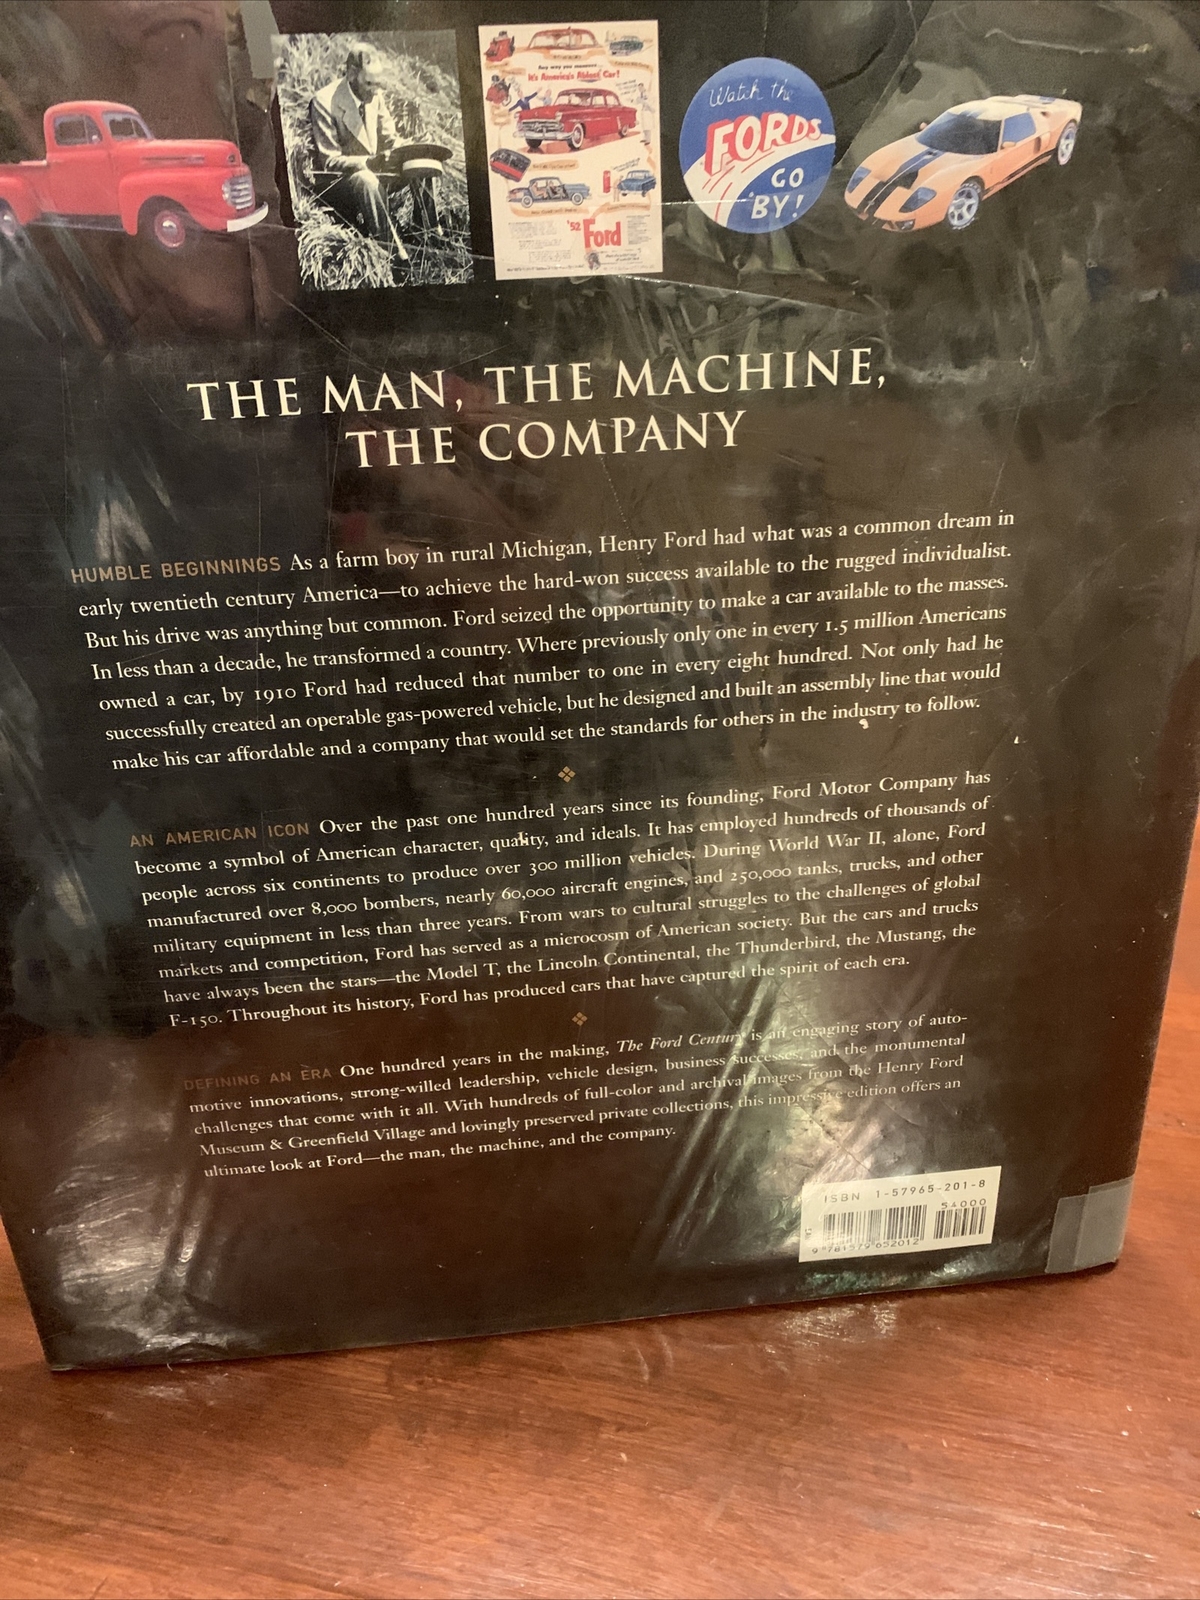 Buy way you measure...
It's America's Ablest Car!
'52 Ford
Watch the
FORDS
GO
BY!
THE MAN, THE MACHINE,
THE COMPANY
HUMBLE BEGINNINGS As a farm boy in rural Michigan, Henry Ford had what was a common dream in
early twentieth century America—to achieve the hard-won success available to the rugged individualist.
But his drive was anything but common. Ford seized the opportunity to make a car available to the masses.
In less than a decade, he transformed a country. Where previously only one in every 1.5 million Americans
owned a car, by 1910 Ford had reduced that number to one in every eight hundred. Not only had he
successfully created an operable gas-powered vehicle, but he designed and built an assembly line that would
make his car affordable and a company that would set the standards for others in the industry to follow.
AN AMERICAN ICON Over the past one hundred years since its founding, Ford Motor Company has
become a symbol of American character, quality, and ideals. It has employed hundreds of thousands of
people across six continents to produce over 300 million vehicles. During World War II, alone, Ford
manufactured over 8,000 bombers, nearly 60,000 aircraft engines, and 250,000 tanks, trucks, and other
military equipment in less than three years. From wars to cultural struggles to the challenges of global
markets and competition, Ford has served as a microcosm of American society. But the cars and trucks
have always been the stars—the Model T, the Lincoln Continental, the Thunderbird, the Mustang, the
F-150. Throughout its history, Ford has produced cars that have captured the spirit of each era.
DEFINING AN ERA One hundred years in the making, The Ford Century is an engaging story of auto-
motive innovations, strong-willed leadership, vehicle design, business successes, and the monumental
challenges that come with it all. With hundreds of full-color and archival images from the Henry Ford
Museum & Greenfield Village and lovingly preserved private collections, this impressive edition offers an
ultimate look at Ford—the man, the machine, and the company.
ISBN 1-57965-201-8
54000
9 781579 652012